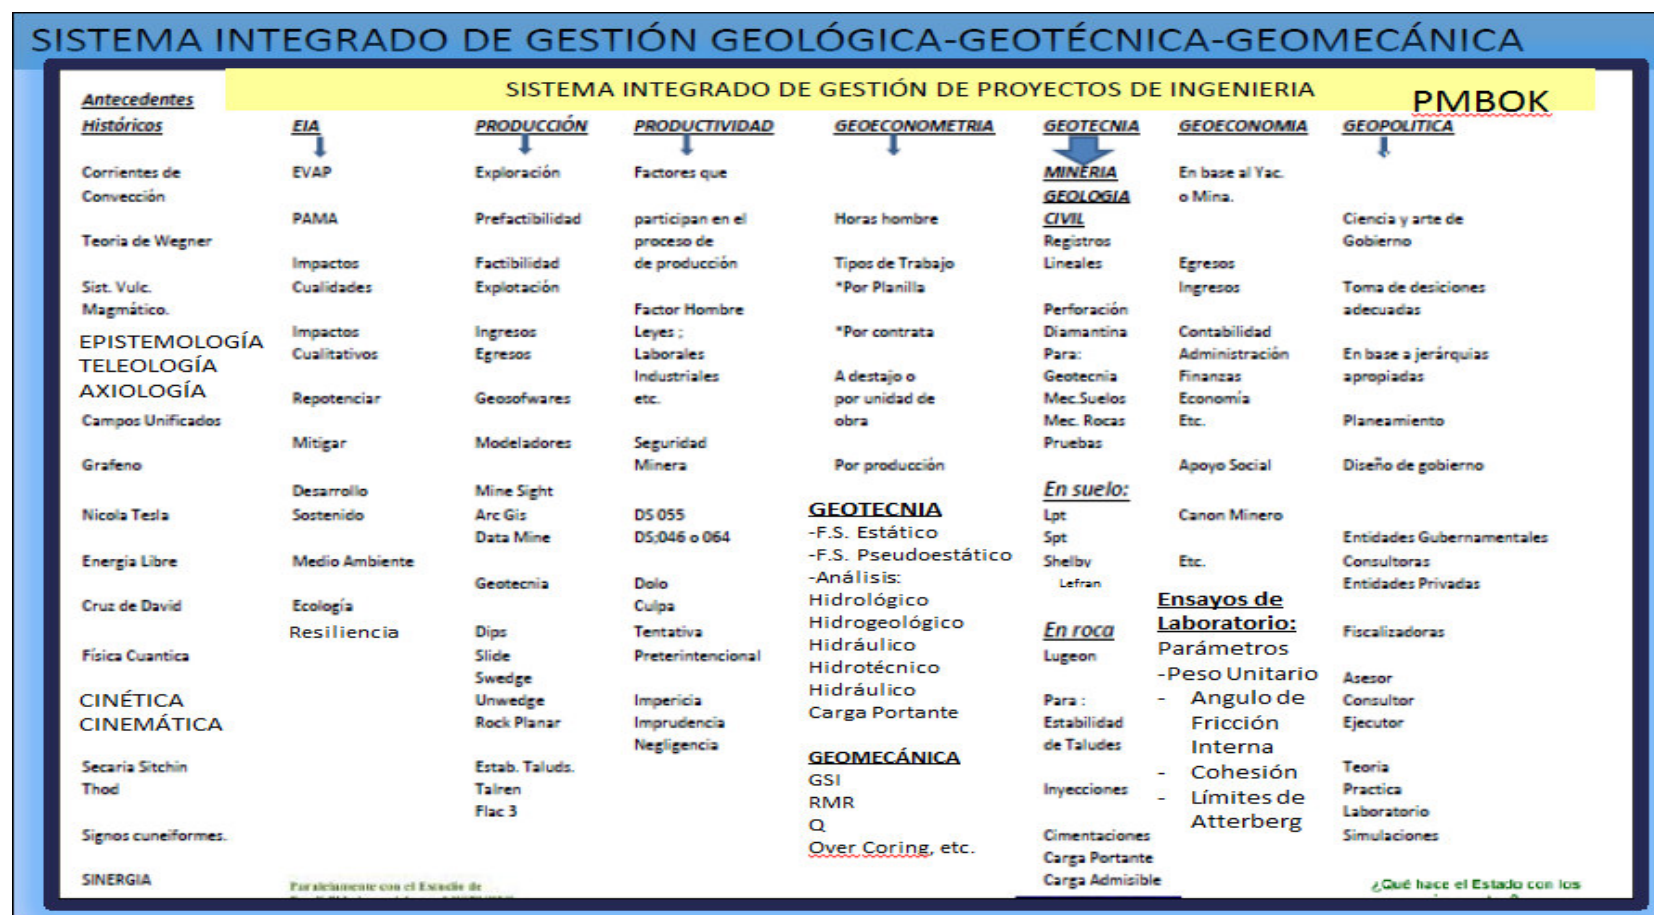 SISTEMA INTEGRADO DE GESTIÓN GEOLÓGICA-GEOTÉCNICA-GEOMECÁNICA
SISTEMA INTEGRADO DE GESTIÓN DE PROYECTOS DE INGENIERIA
PMBOK
Antecedentes
Históricos
Corrientes de
Convección
Teoria de Wegner
Sist. Vulc.
Magmático.
EPISTEMOLOGÍA
TELEOLOGÍA
AXIOLOGÍA
Campos Unificados
Grafeno
Nicola Tesla
Energia Libre
Cruz de David
Física Cuantica
CINÉTICA
CINEMÁTICA
Secaria Sitchin
Thod
Signos cuneiformes.
SINERGIA
EIA
EVAP
PAMA
Impactos
Cualidades
Impactos
Cualitativos
Repotenciar
Mitigar
Desarrollo
Sostenido
Medio Ambiente
Ecología
Resiliencia
Paralelamente con el Estudio de
PRODUCCIÓN
Exploración
Prefactibilidad
Factibilidad
Explotación
Ingresos
Egresos
Geosofwares
Modeladores
Mine Sight
Arc Gis
Data Mine
Geotecnia
Dips
Slide
Swedge
Unwedge
Rock Planar
Estab. Taluds.
Talren
Flac 3
PRODUCTIVIDAD
Factores que
participan en el
proceso de
de producción
Factor Hombre
Leyes ;
Laborales
Industriales
etc.
Seguridad
Minera
DS 055
DS;046 o 064
Dolo
Culpa
Tentativa
Preterintencional
Impericia
Imprudencia
Negligencia
GEOECONOMETRIA
Horas hombre
Tipos de Trabajo
*Por Planilla
*Por contrata
A destajo o
por unidad de
obra
Por producción
GEOTECNIA
-F.S. Estático
-F.S. Pseudoestático
-Análisis:
Hidrológico
Hidrogeológico
Hidráulico
Hidrotécnico
Hidráulico
Carga Portante
GEOMECÁNICA
GSI
RMR
Q
Over Coring, etc.
GEOTECNIA
MINERIA
GEOLOGIA
CIVIL
Registros
Lineales
Perforación
Diamantina
Para:
Geotecnia
Mec.Suelos
Mec. Rocas
Pruebas
En suelo:
Lpt
Spt
Shelby
Lefran
En roca
Lugeon
Para :
Estabilidad
de Taludes
Inyecciones
Cimentaciones
Carga Portante
Carga Admisible
GEOECONOMIA
En base al Yac.
o Mina.
Egresos
Ingresos
Contabilidad
Administración
Finanzas
Economía
Etc.
Apoyo Social
Canon Minero
Etc.
Ensayos de
Laboratorio:
Parámetros
-Peso Unitario
- Angulo de
Fricción
Interna
- Cohesión
- Límites de
Atterberg
GEOPOLITICA
Ciencia y arte de
Gobierno
Toma de desiciones
adecuadas
En base a jerárquias
apropiadas
Planeamiento
Diseño de gobierno
Entidades Gubernamentales
Consultoras
Entidades Privadas
Fiscalizadoras
Asesor
Consultor
Ejecutor
Teoria
Practica
Laboratorio
Simulaciones
¿Qué hace el Estado con los